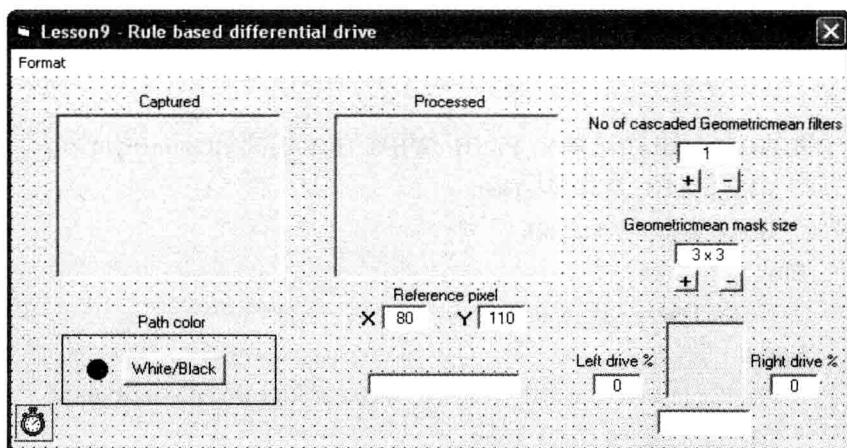 Lesson9 - Rule based differential drive
Format
Captured
Processed
No of cascaded Geometricmean filters
1
+ -
Geometricmean mask size
3 x 3
+ -
Reference pixel
X 80 Y 110
Path color
White/Black
Left drive %
0
Right drive %
0